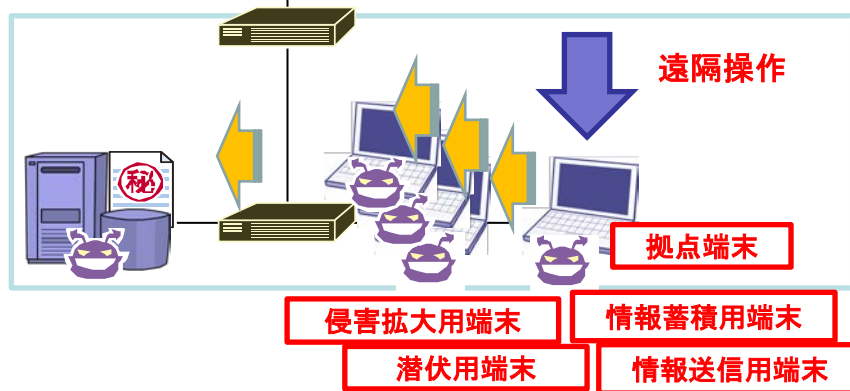 遠隔操作
秘
拠点端末
侵害拡大用端末
情報蓄積用端末
潜伏用端末
情報送信用端末